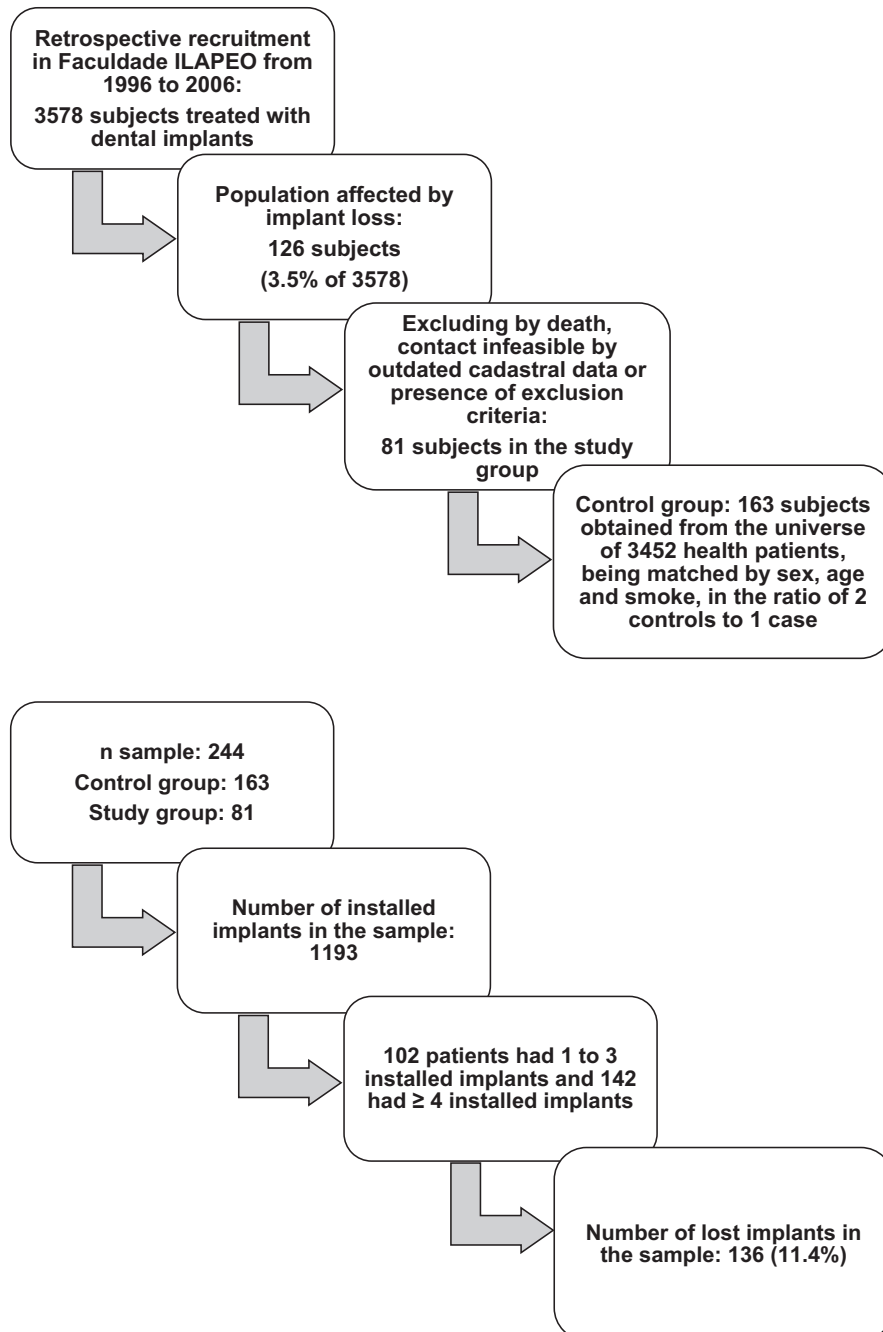 Retrospective recruitment
in Faculdade ILAPEO from
1996 to 2006:
3578 subjects treated with
dental implants
Population affected by
implant loss:
126 subjects
(3.5% of 3578)
Excluding by death,
contact infeasible by
outdated cadastral data or
presence of exclusion
criteria:
81 subjects in the study
group
Control group: 163 subjects
obtained from the universe
of 3452 health patients,
being matched by sex, age
and smoke, in the ratio of 2
controls to 1 case
n sample: 244
Control group: 163
Study group: 81
Number of installed
implants in the sample:
1193
102 patients had 1 to 3
installed implants and 142
had ≥ 4 installed implants
Number of lost implants in
the sample: 136 (11.4%)